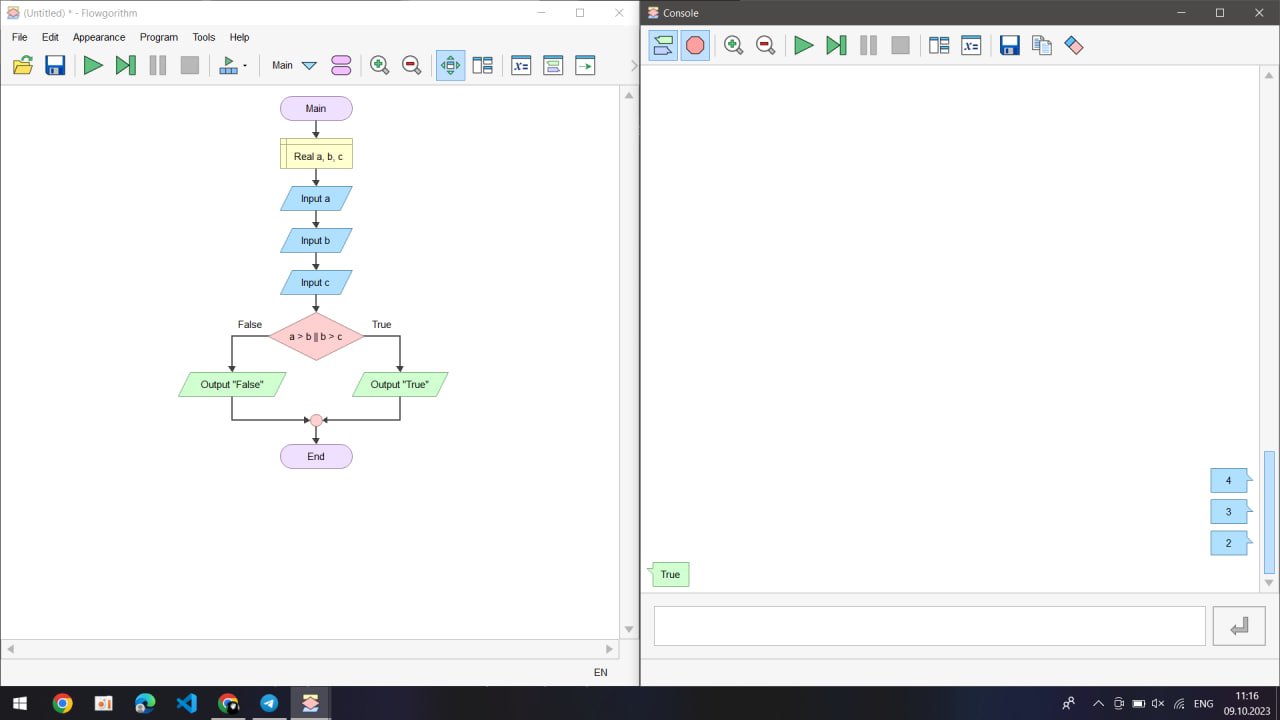 (Untitled) * - Flowgorithm
File Edit Appearance Program Tools Help
Main
Main
Real a, b, c
Input a
Input b
Input c
False
True
a > b || b > c
Output "False"
Output "True"
End
EN
Console
4
3
2
True
ENG
11:16
09.10.2023